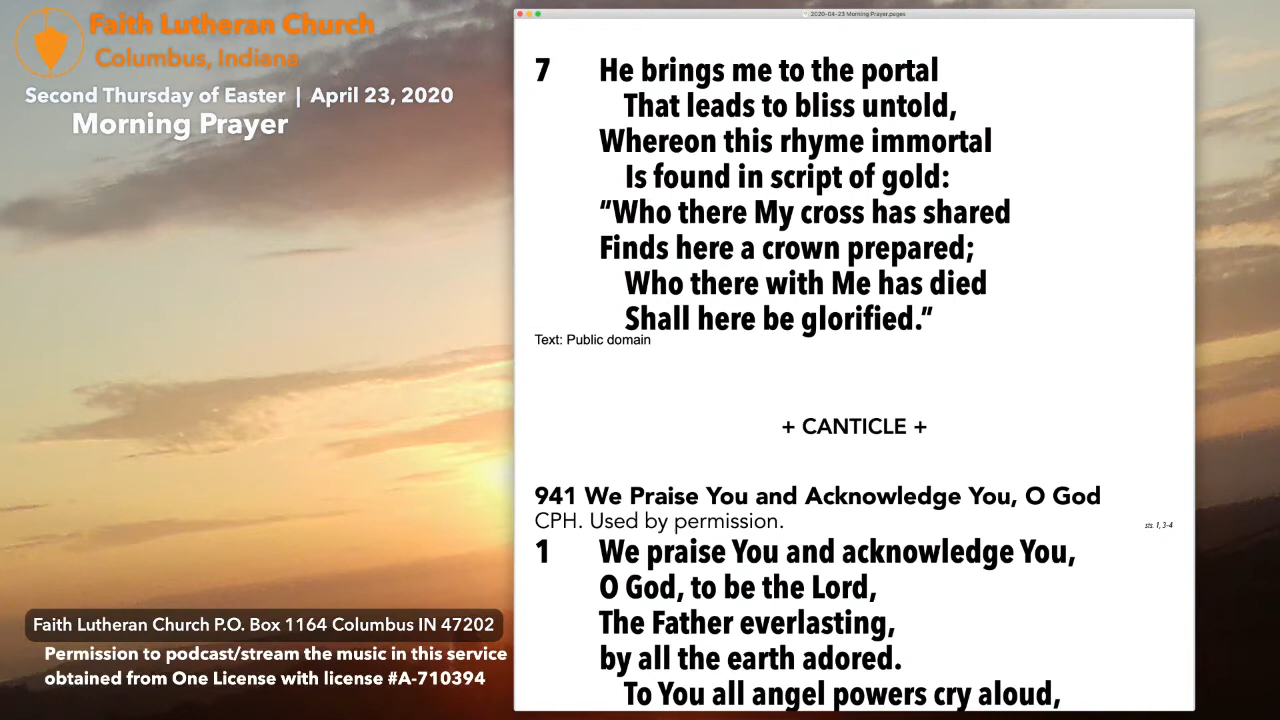 Faith Lutheran Church
Columbus, Indiana
Second Thursday of Easter | April 23, 2020
Morning Prayer
2020-04-23 Morning Prayer.pages
7 He brings me to the portal
That leads to bliss untold,
Whereon this rhyme immortal
Is found in script of gold:
“Who there My cross has shared
Finds here a crown prepared;
Who there with Me has died
Shall here be glorified.”
Text: Public domain
+ CANTICLE +
941 We Praise You and Acknowledge You, O God
CPH. Used by permission.
sts. 1, 3-4
1 We praise You and acknowledge You,
O God, to be the Lord,
The Father everlasting,
by all the earth adored.
To You all angel powers cry aloud,
Faith Lutheran Church P.O. Box 1164 Columbus IN 47202
Permission to podcast/stream the music in this service
obtained from One License with license #A-710394